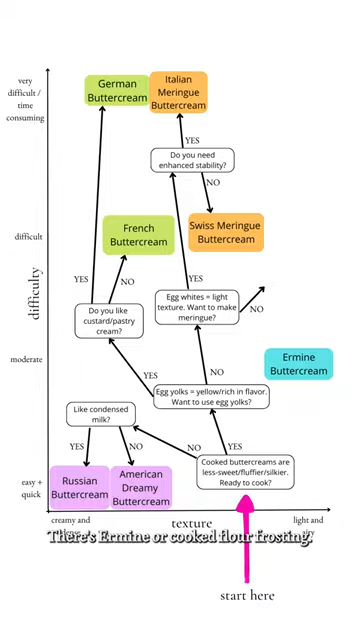 very
difficult /
time
consuming
German
Buttercream
Italian
Meringue
Buttercream
YES
Do you need
enhanced stability?
NO
difficult
French
Buttercream
Swiss Meringue
Buttercream
difficulty
YES
NO
YES
Egg whites = light
texture. Want to make
meringue?
NO
Do you like
custard/pastry
cream?
moderate
Ermine
Buttercream
YES
NO
Egg yolks = yellow/rich in flavor.
Want to use egg yolks?
Like condensed
milk?
YES
NO
NO
YES
Cooked buttercreams are
less-sweet/fluffier/silkier.
Ready to cook?
easy +
quick
Russian
Buttercream
American
Dreamy
Buttercream
creamy and
texture
light and
There's Ermine or cooked flour frosting.
start here